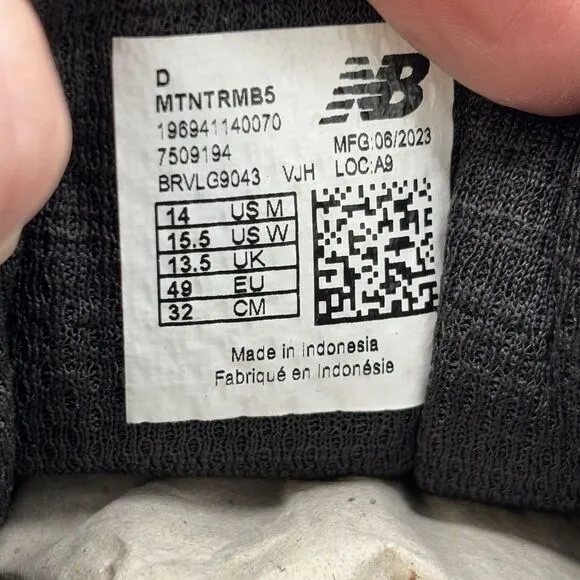 D
MTNTRMB5
196941140070
7509194
BRVLG9043 VJH
NB
MFG:06/2023
LOC:A9
14 US M
15.5 US W
13.5 UK
49 EU
32 CM
Made in Indonesia
Fabriqué en Indonésie